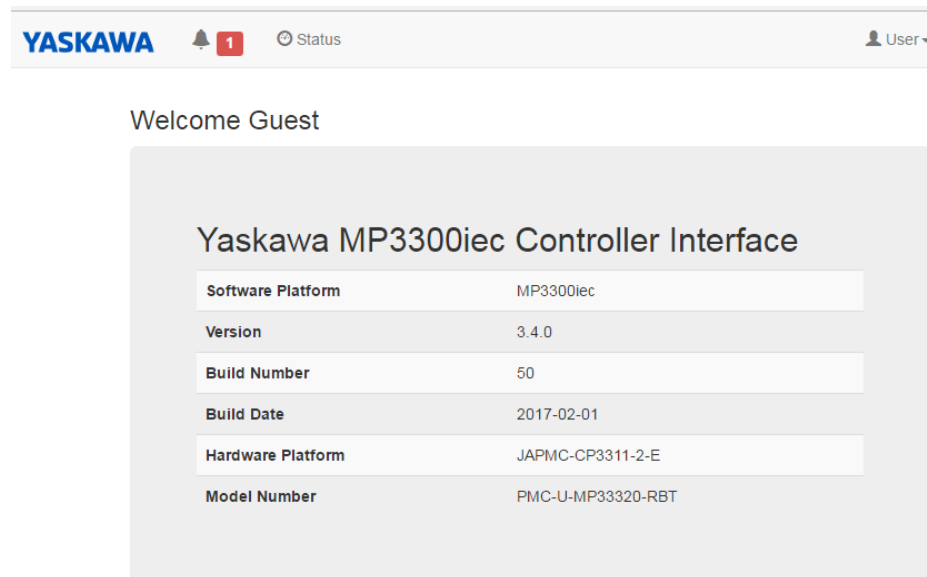 YASKAWA 1 Status User
Welcome Guest
Yaskawa MP3300iec Controller Interface
Software Platform MP3300iec
Version 3.4.0
Build Number 50
Build Date 2017-02-01
Hardware Platform JAPMC-CP3311-2-E
Model Number PMC-U-MP33320-RBT